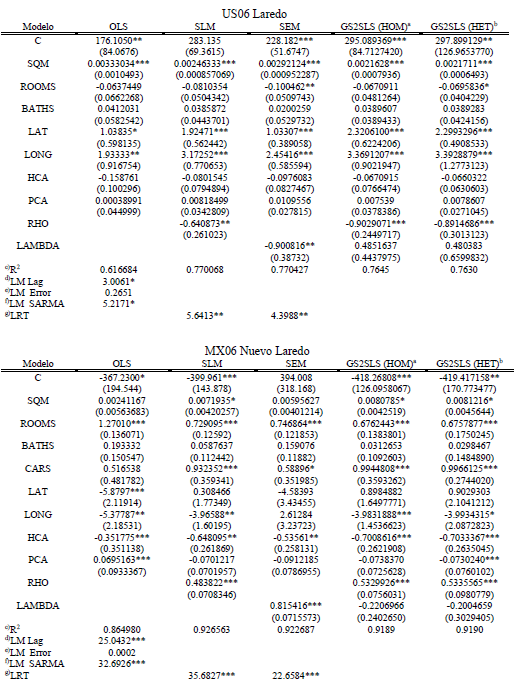 US06 Laredo
Modelo OLS SLM SEM GS2SLS (HOM)ᵃ GS2SLS (HET)ᵇ
C 176.1050** 283.135 228.182*** 295.089369*** 297.899129**
(84.0676) (69.3615) (51.6747) (84.7127420) (126.9653770)
SQM 0.00333034*** 0.00246333*** 0.00292124*** 0.0021628*** 0.0021711***
(0.0010493) (0.000857069) (0.000952287) (0.0007936) (0.0006493)
ROOMS -0.0637449 -0.0810354 -0.100462** -0.0670911 -0.0695836*
(0.0662268) (0.0504342) (0.0509743) (0.0481264) (0.0404229)
BATHS 0.0412031 0.0385872 0.0200259 0.0389607 0.0389283
(0.0582542) (0.0443701) (0.0529732) (0.0389433) (0.0424156)
LAT 1.03835* 1.92471*** 1.03307*** 2.3206100*** 2.2993296***
(0.598135) (0.562442) (0.389058) (0.6224206) (0.4908533)
LONG 1.93333** 3.17252*** 2.45416*** 3.3691207*** 3.3928879***
(0.916754) (0.770653) (0.585594) (0.9021947) (1.2773123)
HCA -0.158761 -0.0801545 -0.0976083 -0.0670915 -0.0660322
(0.100296) (0.0794894) (0.0827467) (0.0766474) (0.0630603)
PCA 0.00038991 0.00818499 0.0109556 0.007539 0.0078607
(0.044999) (0.0342809) (0.027815) (0.0378386) (0.0271045)
RHO -0.640873** -0.9029071*** -0.8914686***
(0.261023) (0.2449717) (0.3013123)
LAMBDA -0.900816** 0.4851637 0.480383
(0.38732) (0.4437975) (0.6599832)
ᶜ⁾R² 0.616684 0.770068 0.770427 0.7645 0.7630
ᵈ⁾LM Lag 3.0061*
ᵉ⁾LM Error 0.2651
ᶠ⁾LM SARMA 5.2171*
ᵍ⁾LRT 5.6413** 4.3988**
MX06 Nuevo Laredo
Modelo OLS SLM SEM GS2SLS (HOM)ᵃ GS2SLS (HET)ᵇ
C -367.2300* -399.961*** 394.008 -418.26808*** -419.417158**
(194.544) (143.878) (318.168) (126.0958067) (170.773477)
SQM 0.00241167 0.0071935* 0.00595627 0.0080785* 0.0081216*
(0.00563683) (0.00420257) (0.00401214) (0.0042519) (0.0045644)
ROOMS 1.27010*** 0.729095*** 0.746864*** 0.6762443*** 0.6757877***
(0.136071) (0.12592) (0.121853) (0.1383801) (0.1750245)
BATHS 0.193332 0.0587637 0.159076 0.0312653 0.0298467
(0.150547) (0.112442) (0.11882) (0.1092603) (0.1484890)
CARS 0.516538 0.932352*** 0.58896* 0.9944808*** 0.9966125***
(0.481782) (0.359341) (0.351985) (0.3593262) (0.2744020)
LAT -5.8797*** 0.308466 -4.58393 0.8984882 0.9029303
(2.11914) (1.77349) (3.43455) (1.6497771) (2.1041212)
LONG -5.37787** -3.96588** 2.61284 -3.9831888*** -3.9934315*
(2.18531) (1.60195) (3.23723) (1.4536623) (2.0872823)
HCA -0.351775*** -0.648095** -0.53561** -0.7008616*** -0.7033367***
(0.351138) (0.261869) (0.258131) (0.2621908) (0.2635045)
PCA 0.0695163*** -0.0701217 -0.0912185 -0.0738370 -0.0730240***
(0.0933367) (0.0701957) (0.0786955) (0.0725628) (0.0760102)
RHO 0.483822*** 0.5329926*** 0.5335565***
(0.0708346) (0.0756031) (0.0980779)
LAMBDA 0.815416*** -0.2206966 -0.2004659
(0.0715573) (0.2402650) (0.3029405)
ᶜ⁾R² 0.864980 0.926563 0.922687 0.9189 0.9190
ᵈ⁾LM Lag 25.0432***
ᵉ⁾LM Error 0.0002
ᶠ⁾LM SARMA 32.6926***
ᵍ⁾LRT 35.6827*** 22.6584***